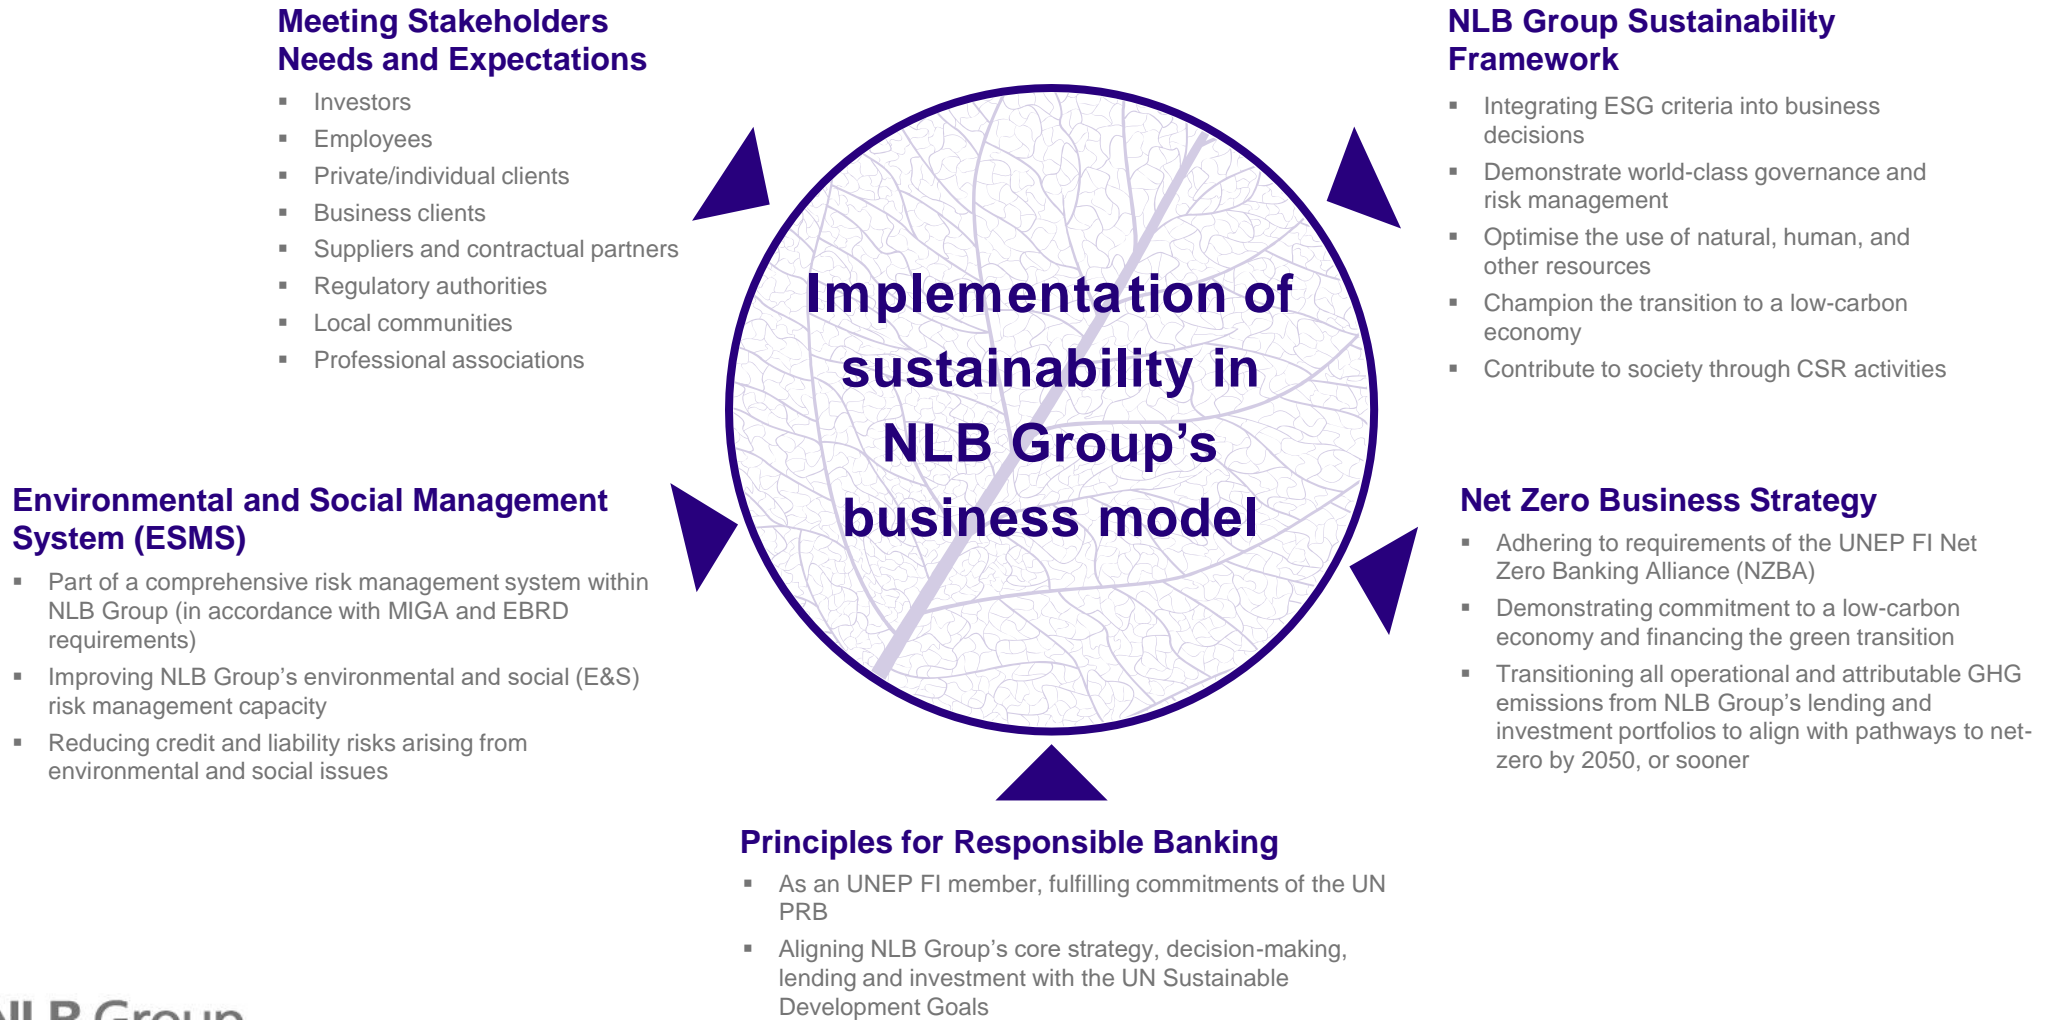 Meeting Stakeholders
Needs and Expectations
▪ Investors
▪ Employees
▪ Private/individual clients
▪ Business clients
▪ Suppliers and contractual partners
▪ Regulatory authorities
▪ Local communities
▪ Professional associations
NLB Group Sustainability
Framework
▪ Integrating ESG criteria into business
decisions
▪ Demonstrate world-class governance and
risk management
▪ Optimise the use of natural, human, and
other resources
▪ Champion the transition to a low-carbon
economy
▪ Contribute to society through CSR activities
Implementation of
sustainability in
NLB Group’s
business model
Environmental and Social Management
System (ESMS)
▪ Part of a comprehensive risk management system within
NLB Group (in accordance with MIGA and EBRD
requirements)
▪ Improving NLB Group’s environmental and social (E&S)
risk management capacity
▪ Reducing credit and liability risks arising from
environmental and social issues
Net Zero Business Strategy
▪ Adhering to requirements of the UNEP FI Net
Zero Banking Alliance (NZBA)
▪ Demonstrating commitment to a low-carbon
economy and financing the green transition
▪ Transitioning all operational and attributable GHG
emissions from NLB Group’s lending and
investment portfolios to align with pathways to net-
zero by 2050, or sooner
Principles for Responsible Banking
▪ As an UNEP FI member, fulfilling commitments of the UN
PRB
▪ Aligning NLB Group’s core strategy, decision-making,
lending and investment with the UN Sustainable
Development Goals
NLB Group